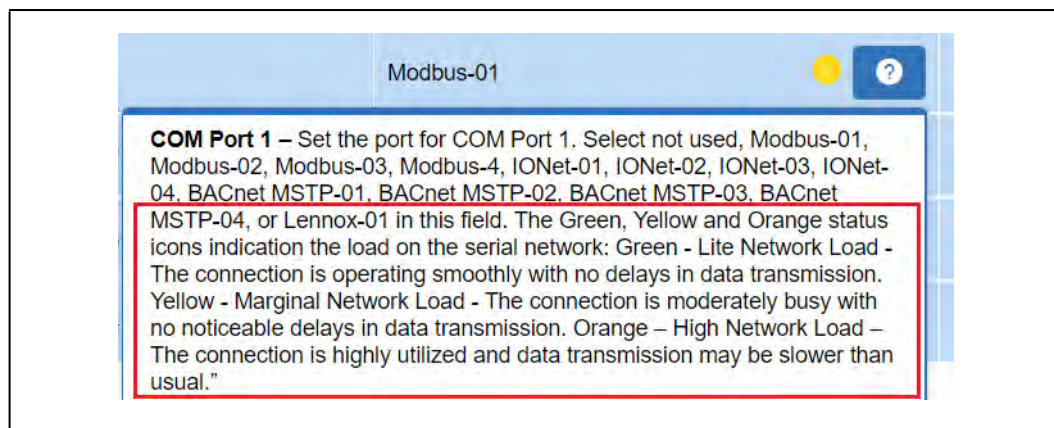 Modbus-01
?
COM Port 1 – Set the port for COM Port 1. Select not used, Modbus-01,
Modbus-02, Modbus-03, Modbus-4, IONet-01, IONet-02, IONet-03, IONet-
04, BACnet MSTP-01, BACnet MSTP-02, BACnet MSTP-03, BACnet
MSTP-04, or Lennox-01 in this field. The Green, Yellow and Orange status
icons indication the load on the serial network: Green - Lite Network Load -
The connection is operating smoothly with no delays in data transmission.
Yellow - Marginal Network Load - The connection is moderately busy with
no noticeable delays in data transmission. Orange – High Network Load –
The connection is highly utilized and data transmission may be slower than
usual.”